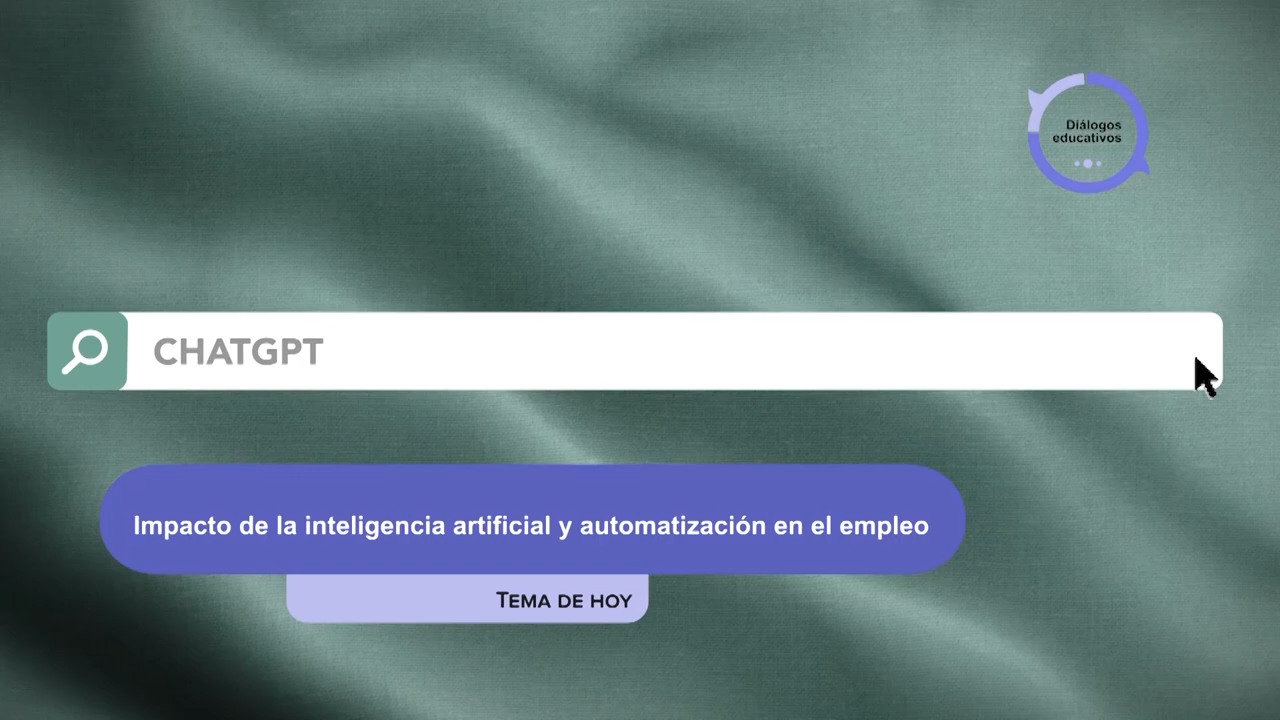 Diálogos
educativos
CHATGPT
Impacto de la inteligencia artificial y automatización en el empleo
TEMA DE HOY